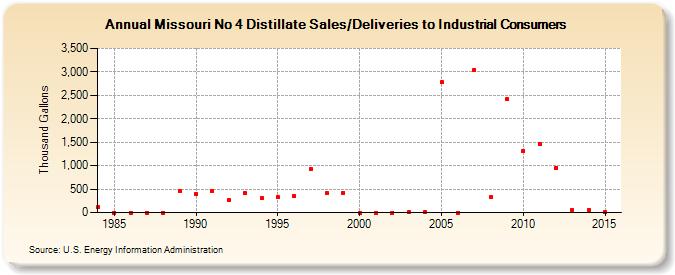 Annual Missouri No 4 Distillate Sales/Deliveries to Industrial Consumers
Thousand Gallons
3,500
3,000
2,500
2,000
1,500
1,000
500
0
1985 1990 1995 2000 2005 2010 2015
Source: U.S. Energy Information Administration